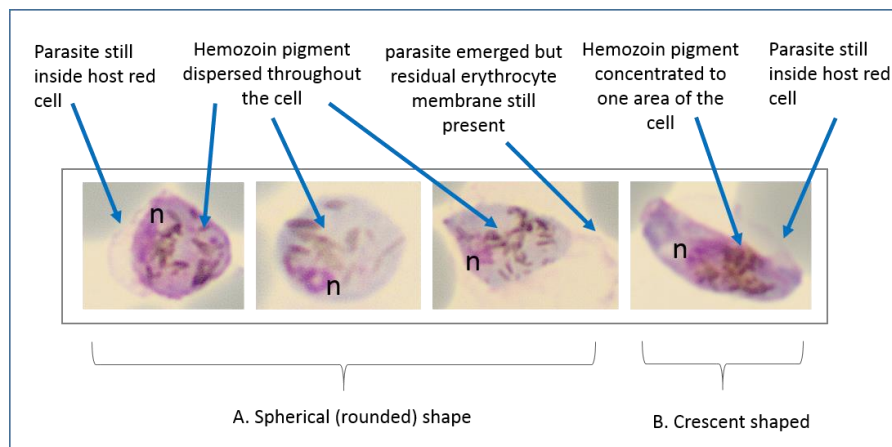 Parasite still
inside host red
cell
Hemozoin pigment
dispersed throughout
the cell
parasite emerged but
residual erythrocyte
membrane still
present
Hemozoin pigment
concentrated to
one area of the
cell
Parasite still
inside host red
cell
n
n
n
n
A. Spherical (rounded) shape
B. Crescent shaped